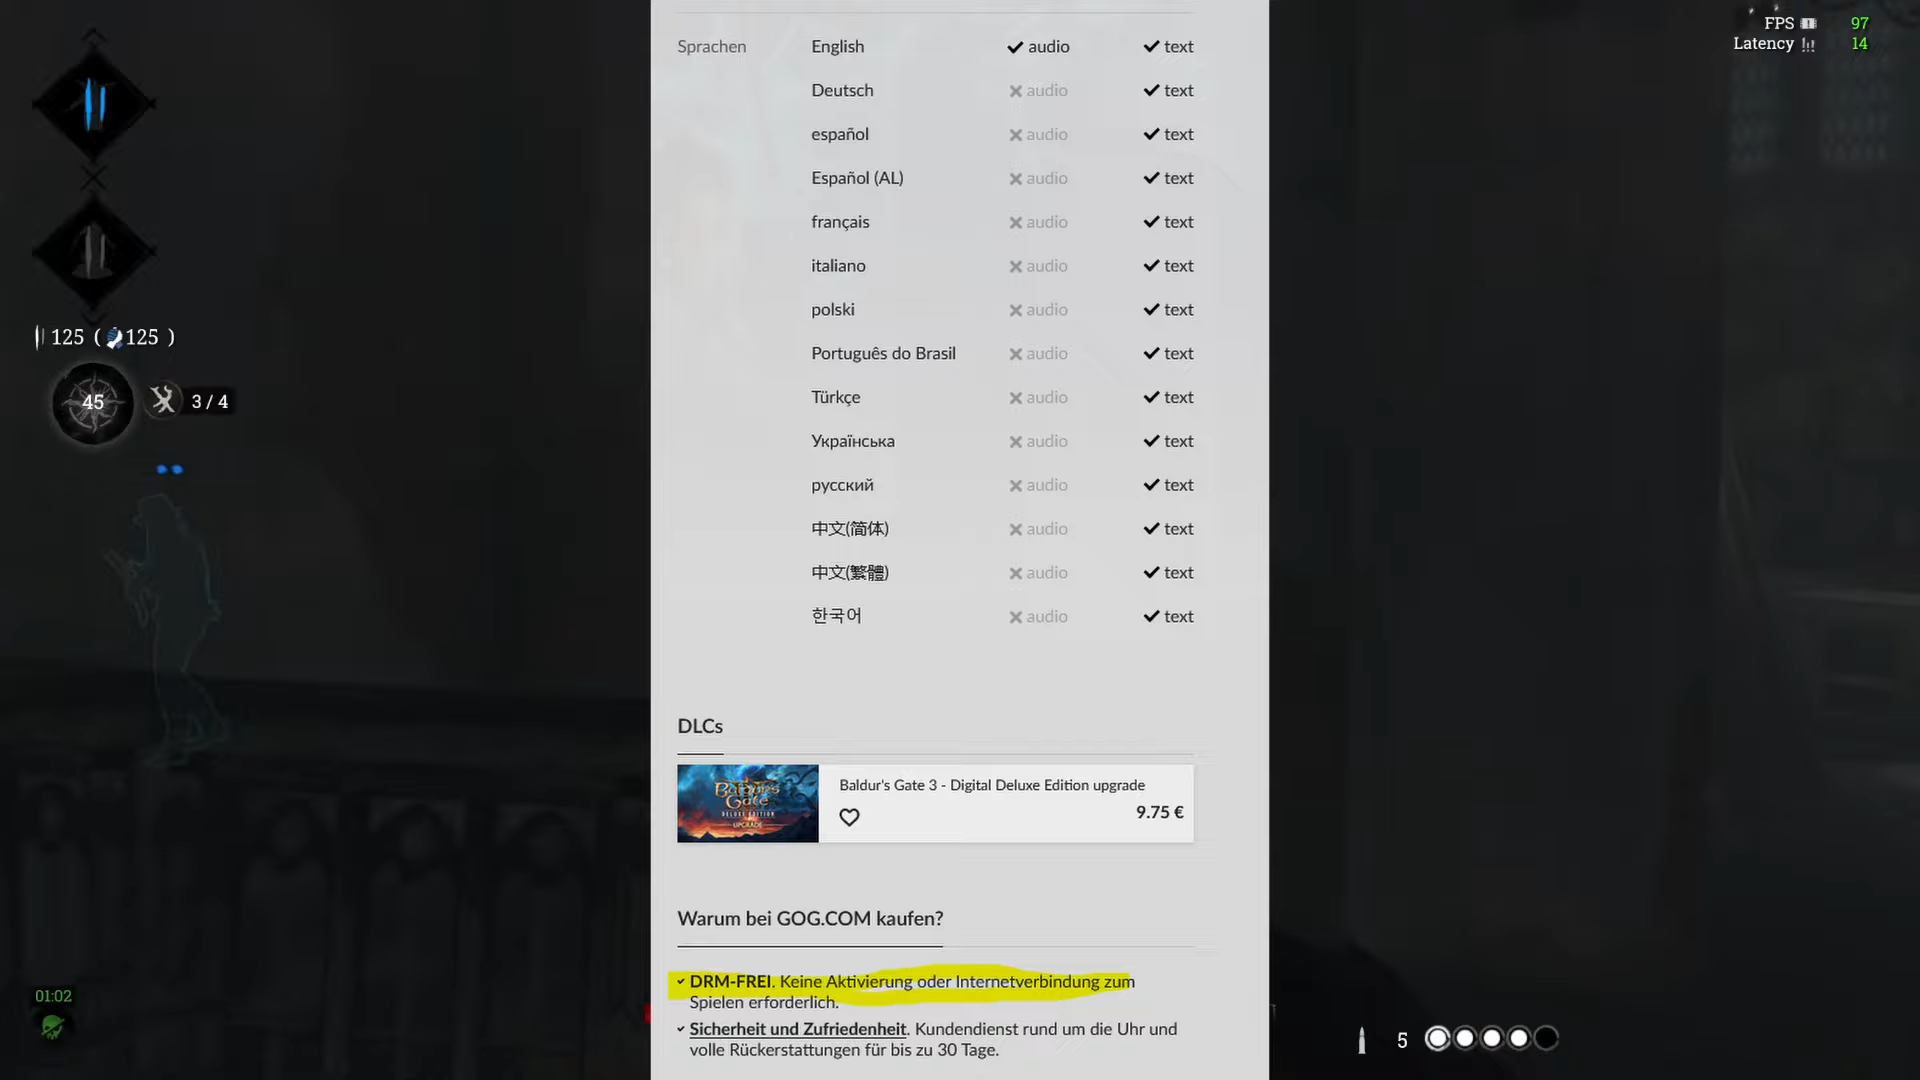 FPS 97
Latency 14
125 ( 125 )
45 3 / 4
01:02
Sprachen English audio text
Deutsch audio text
español audio text
Español (AL) audio text
français audio text
italiano audio text
polski audio text
Português do Brasil audio text
Türkçe audio text
Українська audio text
русский audio text
中文(简体) audio text
中文(繁體) audio text
한국어 audio text
DLCs
Baldur's Gate
DELUXE EDITION
UPGRADE
Baldur's Gate 3 - Digital Deluxe Edition upgrade
9.75 €
Warum bei GOG.COM kaufen?
DRM-FREI. Keine Aktivierung oder Internetverbindung zum
Spielen erforderlich.
Sicherheit und Zufriedenheit. Kundendienst rund um die Uhr und
volle Rückerstattungen für bis zu 30 Tage.
5